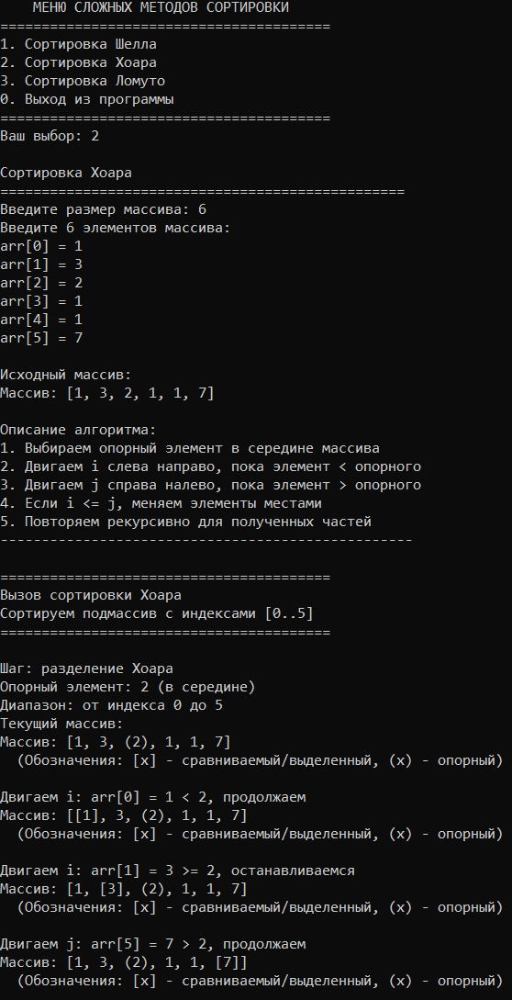 МЕНЮ СЛОЖНЫХ МЕТОДОВ СОРТИРОВКИ
========================================
1. Сортировка Шелла
2. Сортировка Хоара
3. Сортировка Ломуто
0. Выход из программы
========================================
Ваш выбор: 2
Сортировка Хоара
=================================================
Введите размер массива: 6
Введите 6 элементов массива:
arr[0] = 1
arr[1] = 3
arr[2] = 2
arr[3] = 1
arr[4] = 1
arr[5] = 7
Исходный массив:
Массив: [1, 3, 2, 1, 1, 7]
Описание алгоритма:
1. Выбираем опорный элемент в середине массива
2. Двигаем i слева направо, пока элемент < опорного
3. Двигаем j справа налево, пока элемент > опорного
4. Если i <= j, меняем элементы местами
5. Повторяем рекурсивно для полученных частей
--------------------------------------------------
========================================
Вызов сортировки Хоара
Сортируем подмассив с индексами [0..5]
========================================
Шаг: разделение Хоара
Опорный элемент: 2 (в середине)
Диапазон: от индекса 0 до 5
Текущий массив:
Массив: [1, 3, (2), 1, 1, 7]
(Обозначения: [x] - сравниваемый/выделенный, (x) - опорный)
Двигаем i: arr[0] = 1 < 2, продолжаем
Массив: [[1], 3, (2), 1, 1, 7]
(Обозначения: [x] - сравниваемый/выделенный, (x) - опорный)
Двигаем i: arr[1] = 3 >= 2, останавливаемся
Массив: [1, [3], (2), 1, 1, 7]
(Обозначения: [x] - сравниваемый/выделенный, (x) - опорный)
Двигаем j: arr[5] = 7 > 2, продолжаем
Массив: [1, 3, (2), 1, 1, [7]]
(Обозначения: [x] - сравниваемый/выделенный, (x) - опорный)